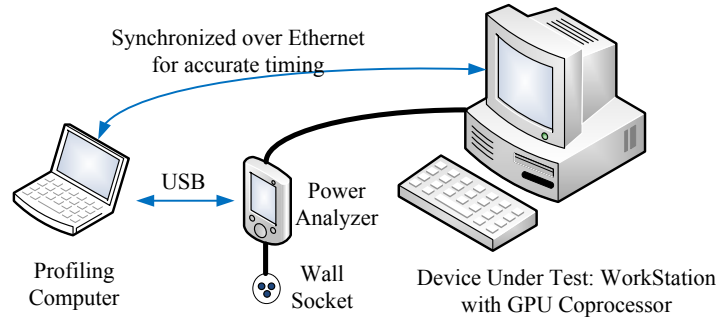 Synchronized over Ethernet
for accurate timing
USB
Power
Analyzer
Profiling
Computer
Wall
Socket
Device Under Test: WorkStation
with GPU Coprocessor